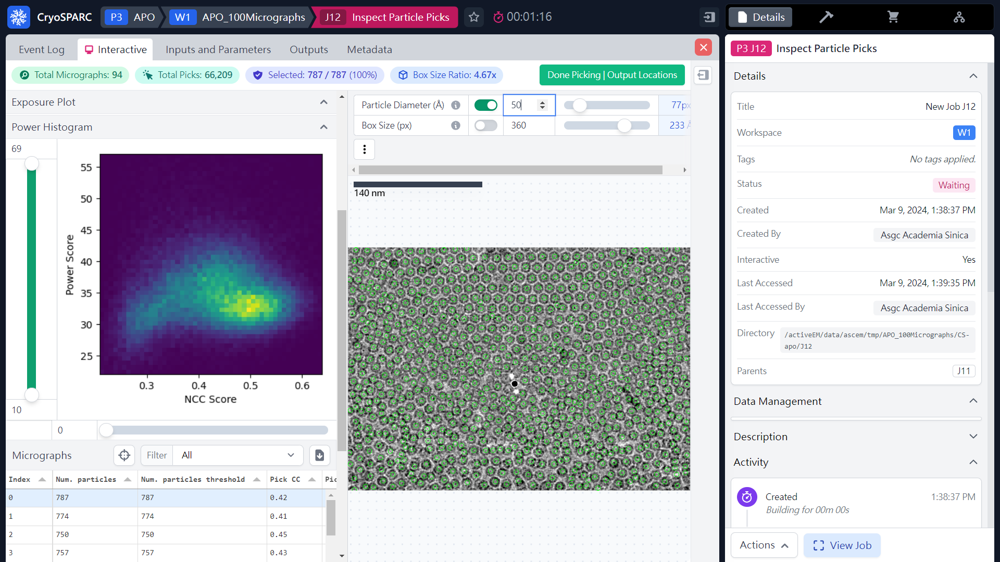 CryoSPARC P3 APO W1 APO_100Micrographs J12 Inspect Particle Picks 00:01:16 Details
Event Log Interactive Inputs and Parameters Outputs Metadata
Total Micrographs: 94 Total Picks: 66,209 Selected: 787 / 787 (100%) Box Size Ratio: 4.67x Done Picking | Output Locations
Exposure Plot
Power Histogram
69
55
50
45
40
35
30
25
Power Score
0.3 0.4 0.5 0.6
NCC Score
10
0
Micrographs Filter All
Index Num. particles Num. particles threshold Pick CC Pic
0 787 787 0.42
1 774 774 0.41
2 750 750 0.45
3 757 757 0.43
Particle Diameter (Å) 50 77px
Box Size (px) 360 233 Å
140 nm
P3 J12 Inspect Particle Picks
Details
Title New Job J12
Workspace W1
Tags No tags applied.
Status Waiting
Created Mar 9, 2024, 1:38:37 PM
Created By Asgc Academia Sinica
Interactive Yes
Last Accessed Mar 9, 2024, 1:39:35 PM
Last Accessed By Asgc Academia Sinica
Directory /activeEM/data/ascem/tmp/APO_100Micrographs/CS-
apo/J12
Parents J11
Data Management
Description
Activity
Created 1:38:37 PM
Building for 00m 00s
Actions View Job